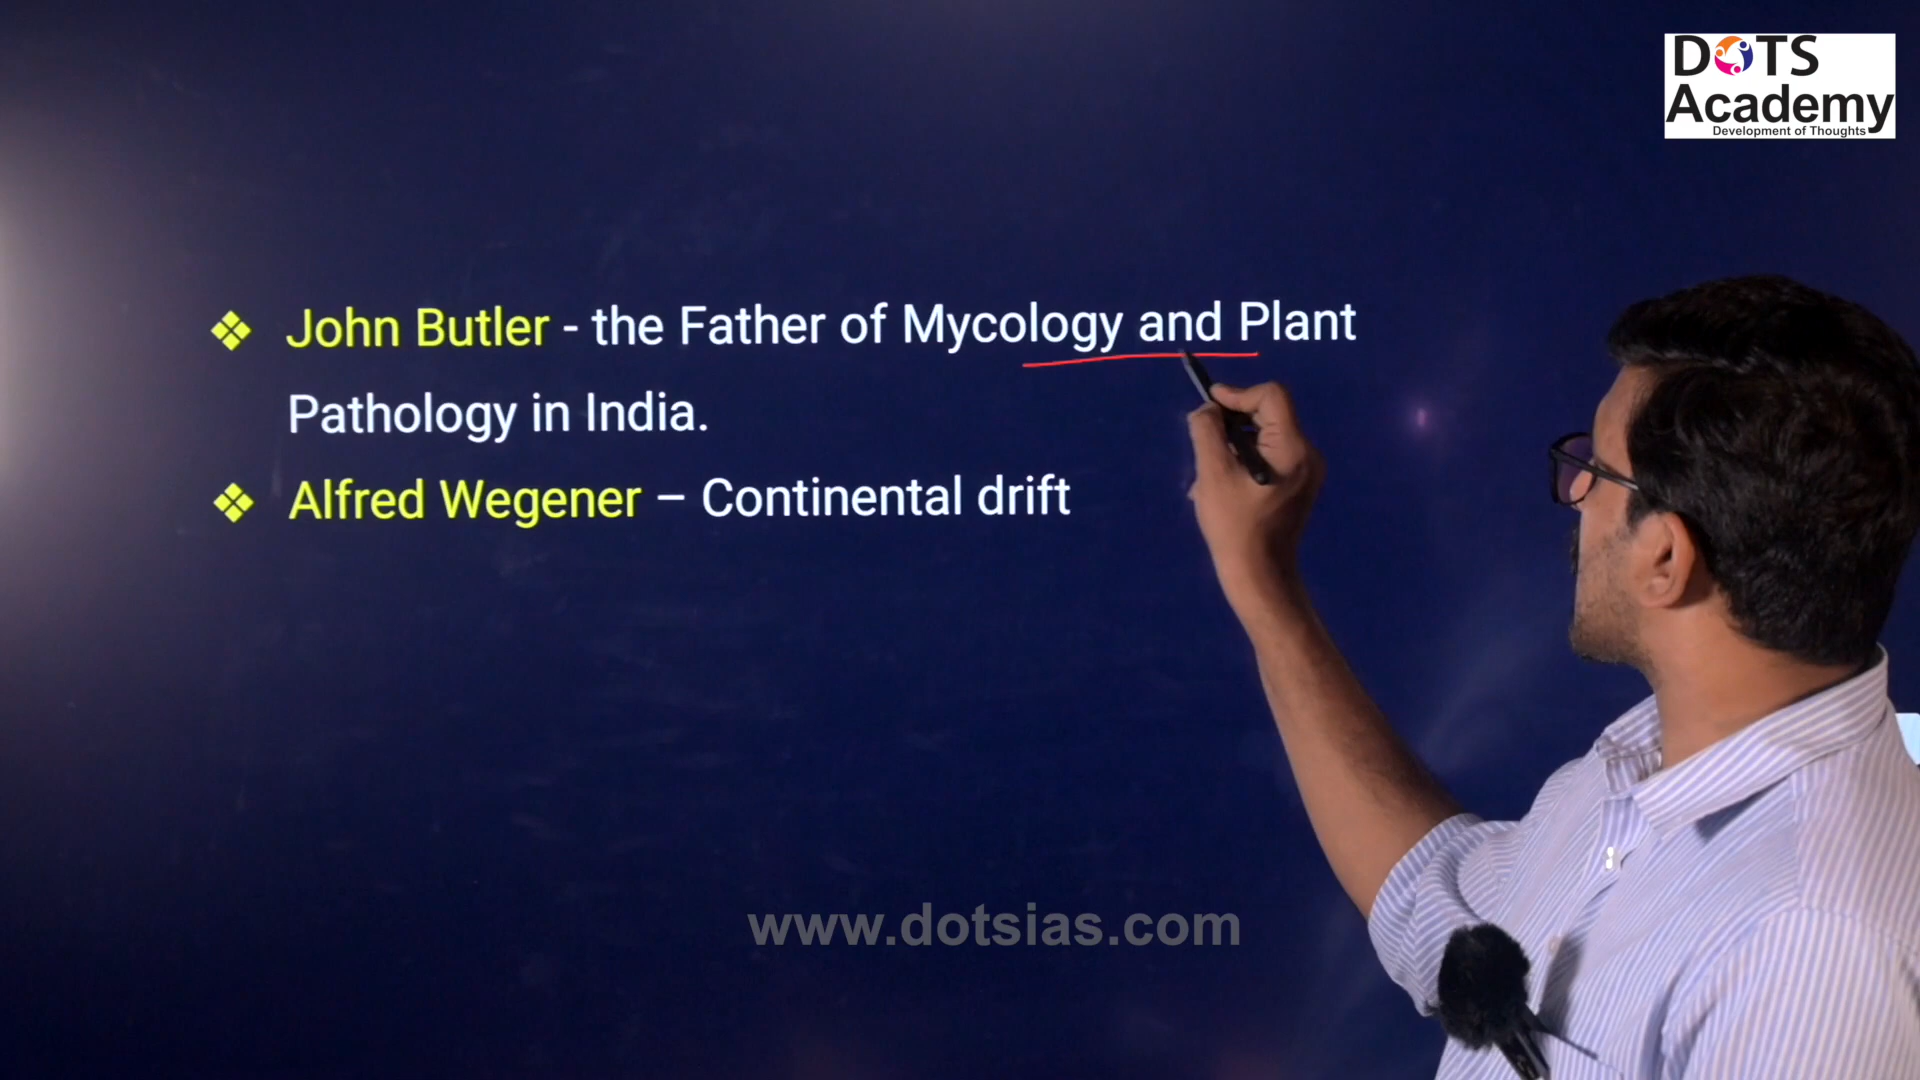 DOTS
Academy
Development of Thoughts
❖ John Butler - the Father of Mycology and Plant
Pathology in India.
❖ Alfred Wegener – Continental drift
www.dotsias.com